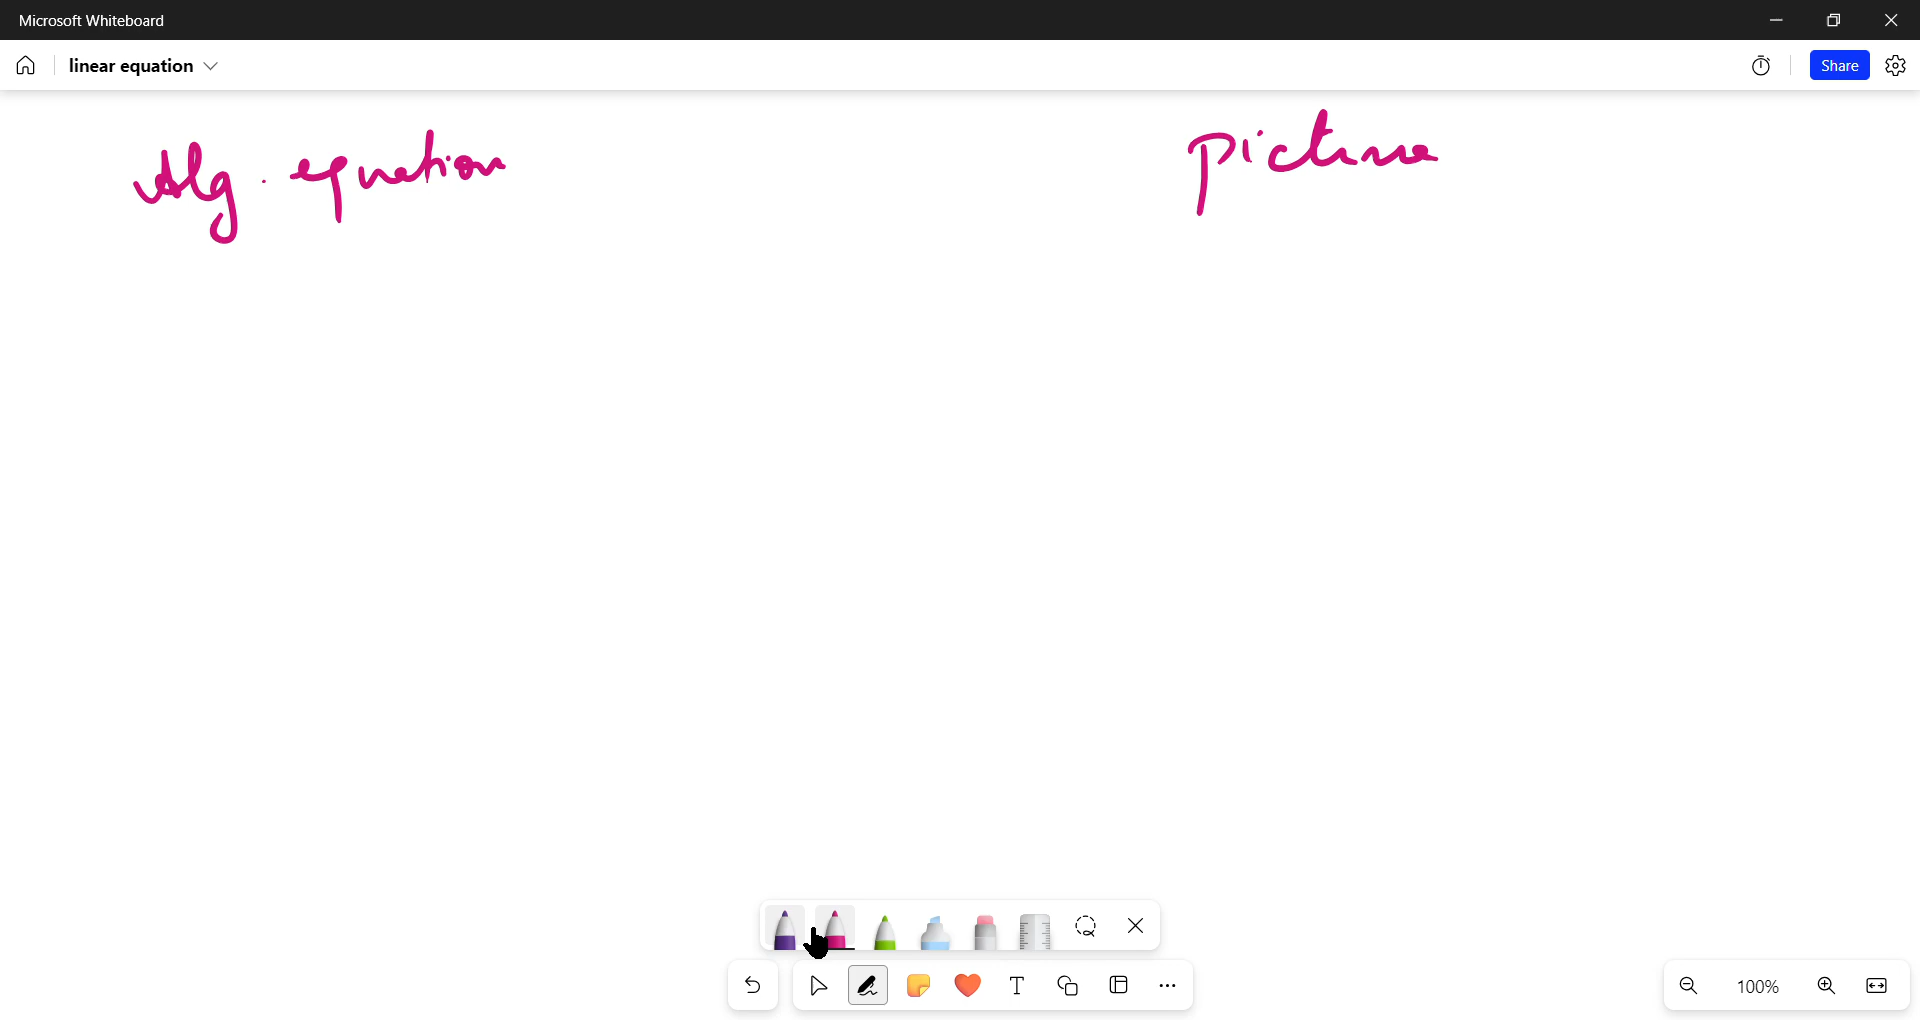 Microsoft Whiteboard
linear equation
Share
Alg. equation
picture
100%